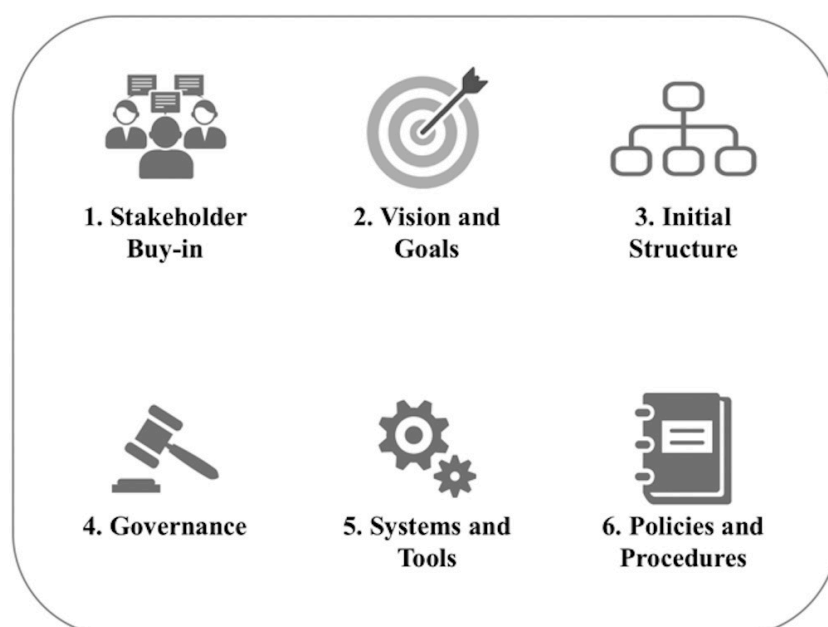 1. Stakeholder
Buy-in
2. Vision and
Goals
3. Initial
Structure
4. Governance
5. Systems and
Tools
6. Policies and
Procedures